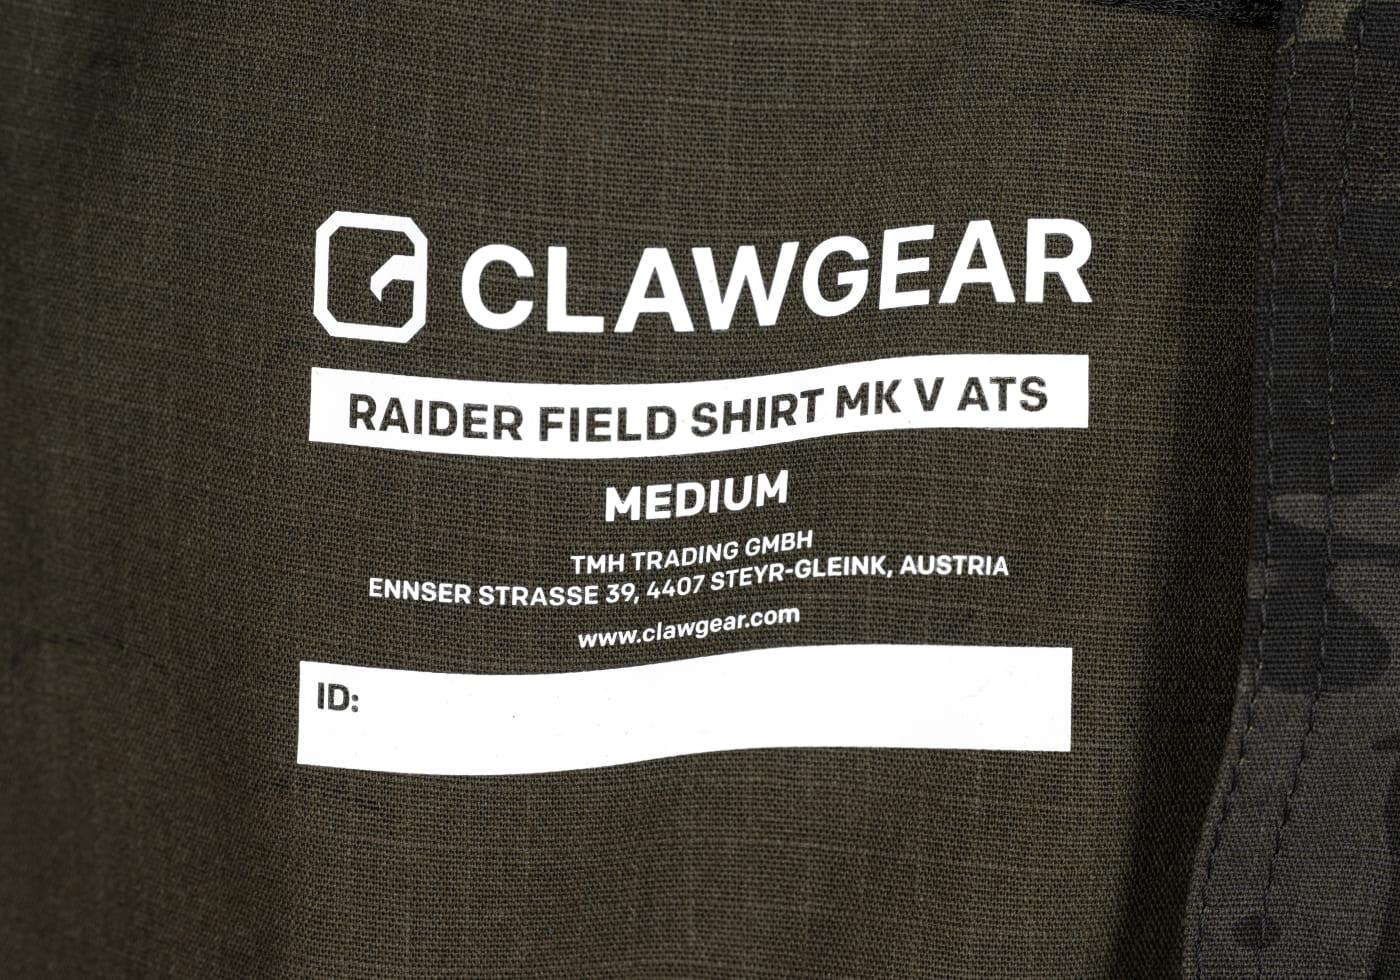 CLAWGEAR
RAIDER FIELD SHIRT MK V ATS
MEDIUM
TMH TRADING GMBH
ENNSER STRASSE 39, 4407 STEYR-GLEINK, AUSTRIA
www.clawgear.com
ID: